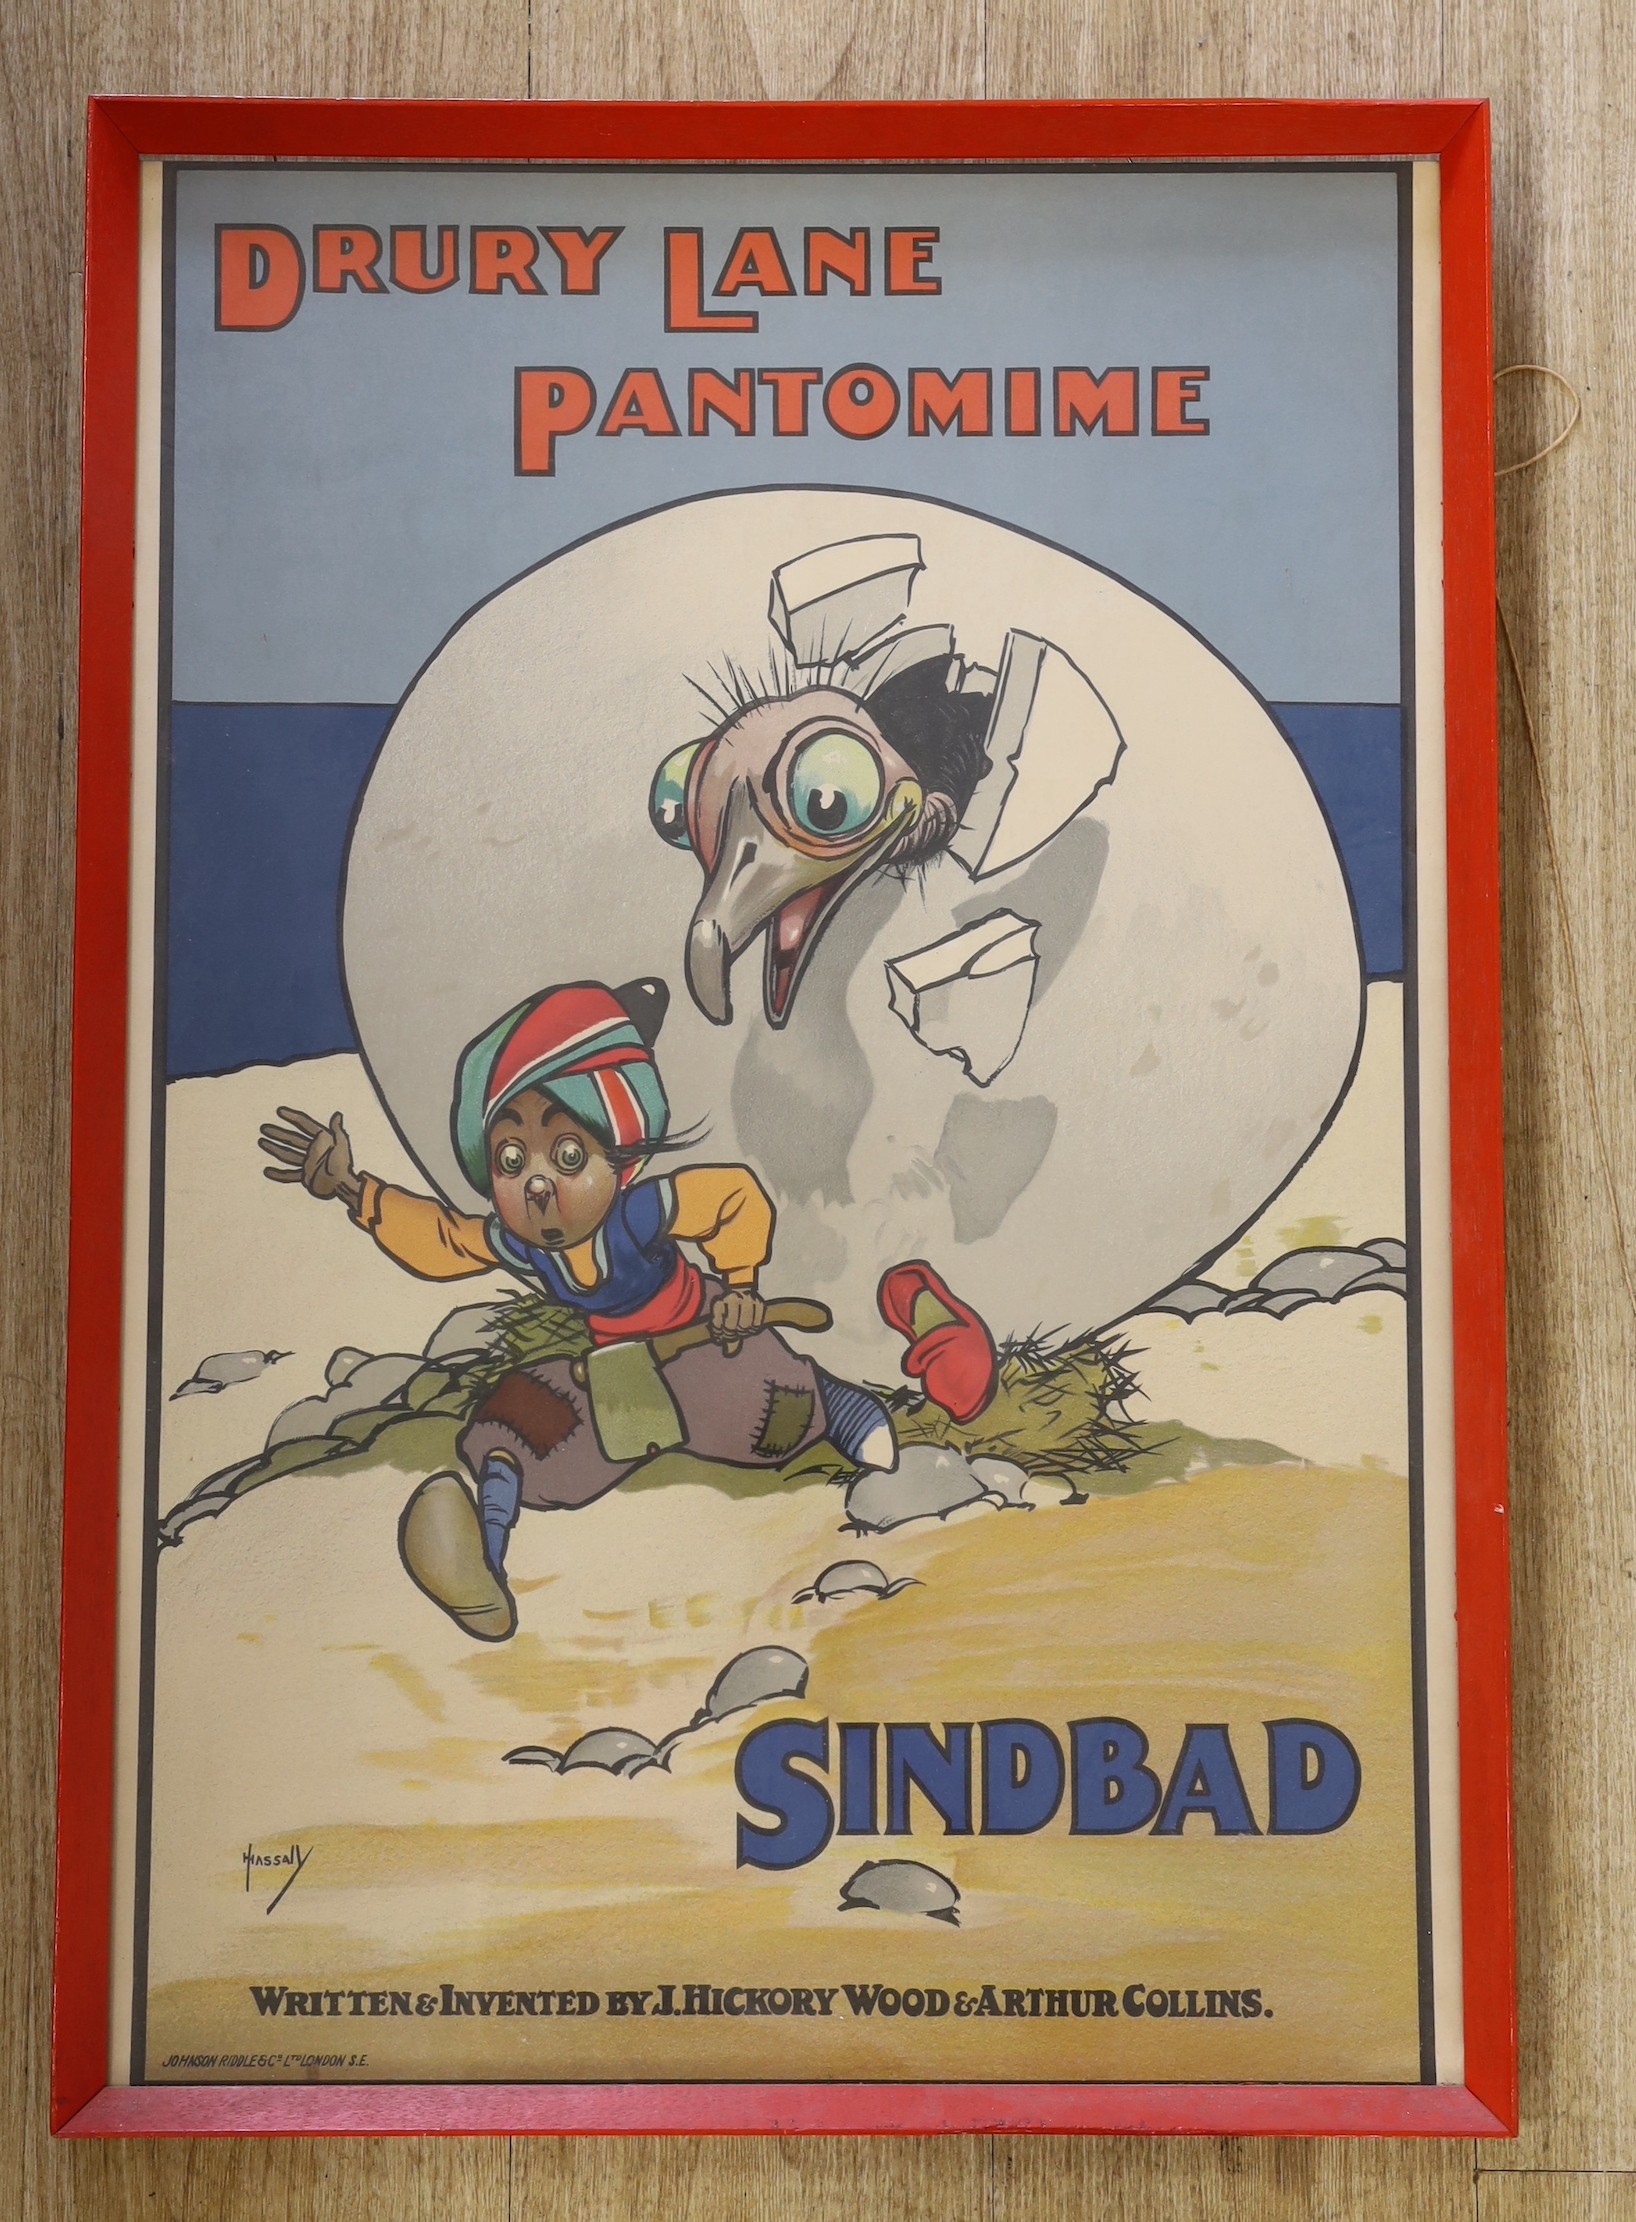 DRURY LANE
PANTOMIME
SINDBAD
Hassall
WRITTEN & INVENTED BY J. HICKORY WOOD & ARTHUR COLLINS.
JOHNSON RIDDLE & Co LTD LONDON S.E.